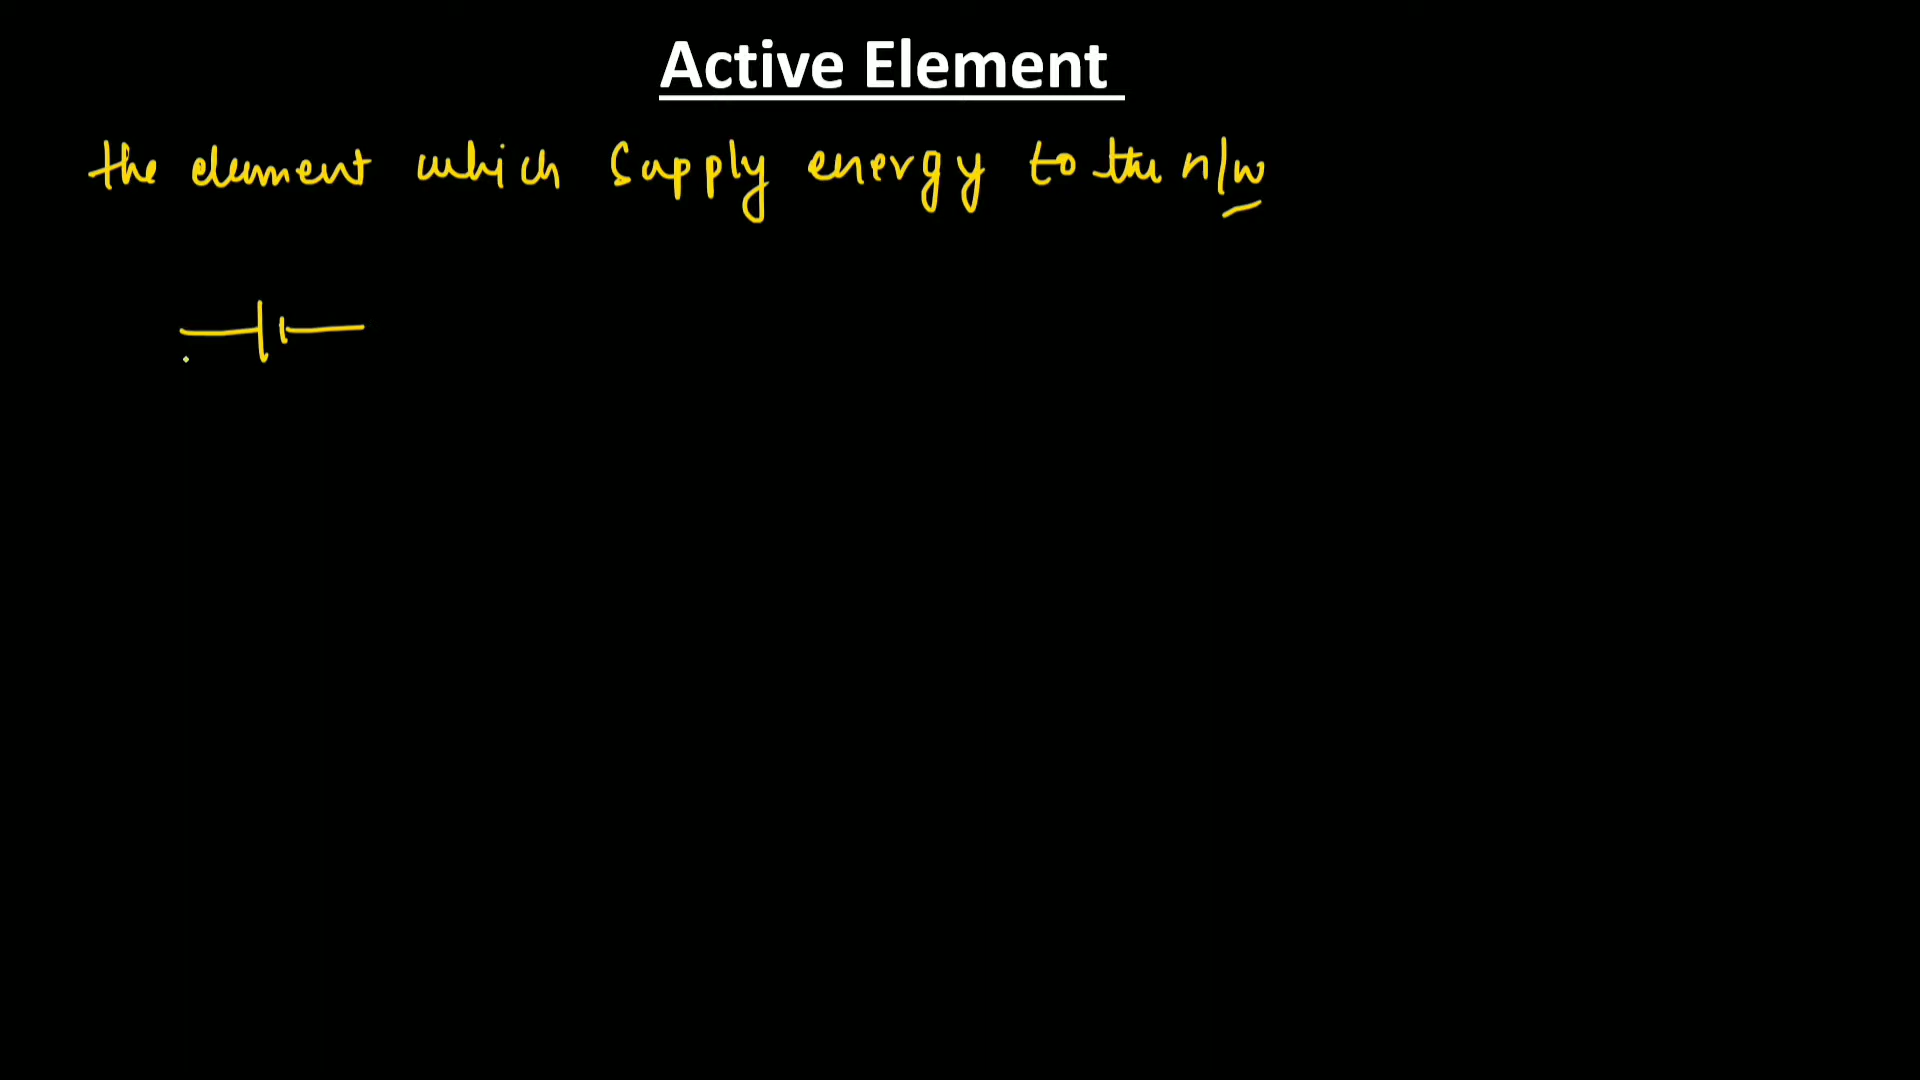 Active Element
the element which supply energy to the n/w